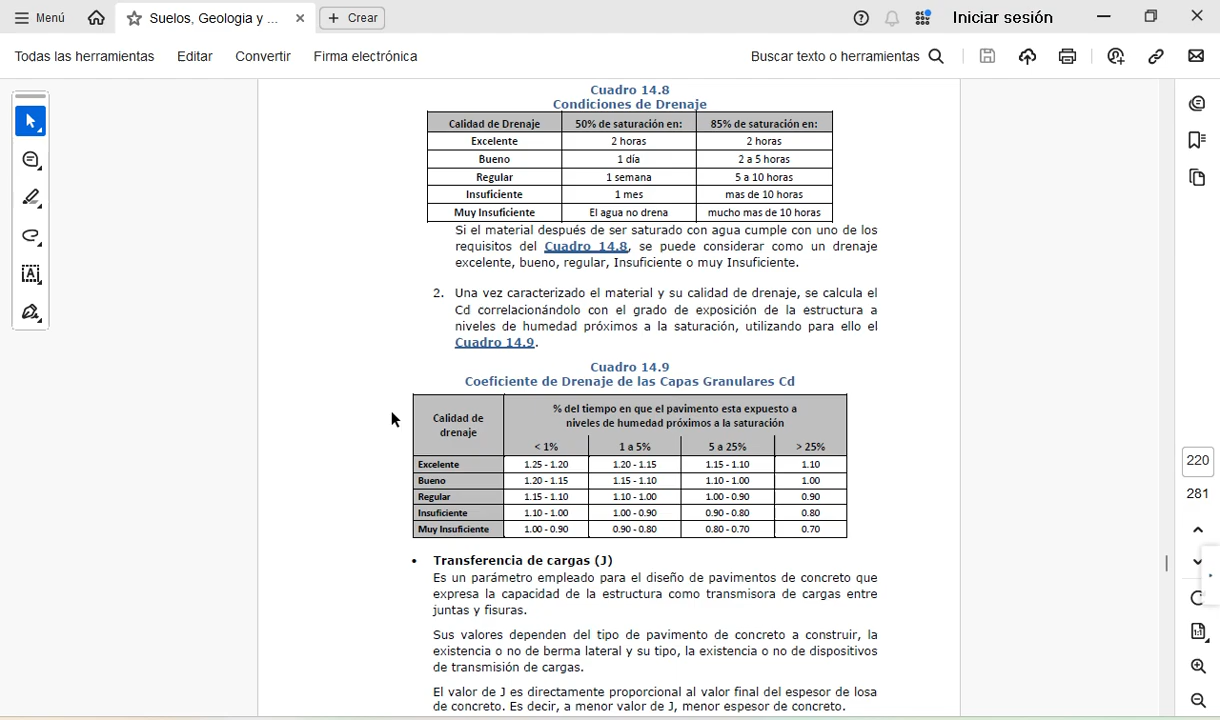 Menú
Suelos, Geologia y ...
Crear
Iniciar sesión
Todas las herramientas
Editar
Convertir
Firma electrónica
Buscar texto o herramientas
Cuadro 14.8
Condiciones de Drenaje
Calidad de Drenaje 50% de saturación en: 85% de saturación en:
Excelente 2 horas 2 horas
Bueno 1 día 2 a 5 horas
Regular 1 semana 5 a 10 horas
Insuficiente 1 mes mas de 10 horas
Muy Insuficiente El agua no drena mucho mas de 10 horas
Si el material después de ser saturado con agua cumple con uno de los
requisitos del Cuadro 14.8, se puede considerar como un drenaje
excelente, bueno, regular, Insuficiente o muy Insuficiente.
2. Una vez caracterizado el material y su calidad de drenaje, se calcula el
Cd correlacionándolo con el grado de exposición de la estructura a
niveles de humedad próximos a la saturación, utilizando para ello el
Cuadro 14.9.
Cuadro 14.9
Coeficiente de Drenaje de las Capas Granulares Cd
Calidad de
drenaje
% del tiempo en que el pavimento esta expuesto a
niveles de humedad próximos a la saturación
< 1% 1 a 5% 5 a 25% > 25%
Excelente 1.25 - 1.20 1.20 - 1.15 1.15 - 1.10 1.10
Bueno 1.20 - 1.15 1.15 - 1.10 1.10 - 1.00 1.00
Regular 1.15 - 1.10 1.10 - 1.00 1.00 - 0.90 0.90
Insuficiente 1.10 - 1.00 1.00 - 0.90 0.90 - 0.80 0.80
Muy Insuficiente 1.00 - 0.90 0.90 - 0.80 0.80 - 0.70 0.70
• Transferencia de cargas (J)
Es un parámetro empleado para el diseño de pavimentos de concreto que
expresa la capacidad de la estructura como transmisora de cargas entre
juntas y fisuras.
Sus valores dependen del tipo de pavimento de concreto a construir, la
existencia o no de berma lateral y su tipo, la existencia o no de dispositivos
de transmisión de cargas.
El valor de J es directamente proporcional al valor final del espesor de losa
de concreto. Es decir, a menor valor de J, menor espesor de concreto.
220
281